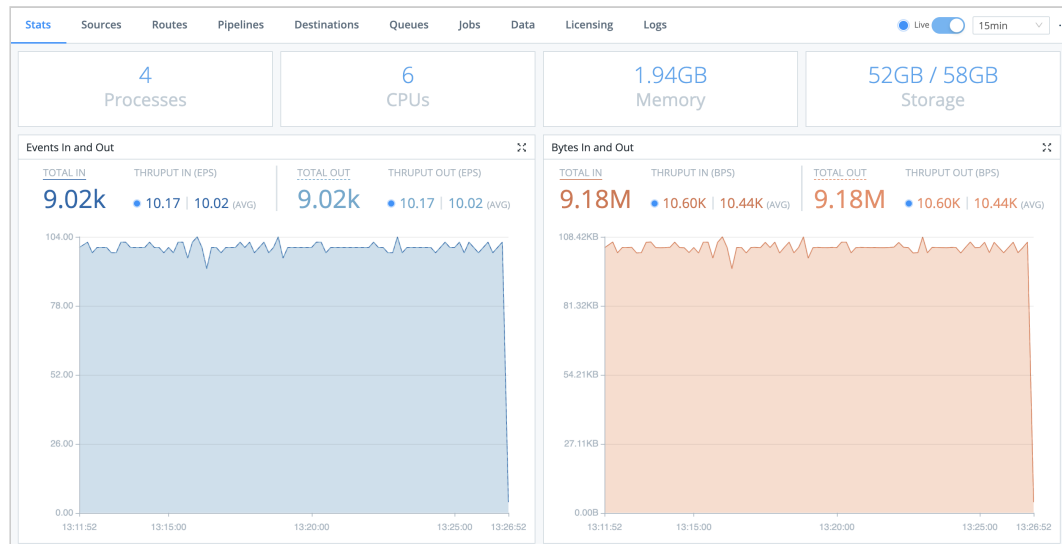 Stats Sources Routes Pipelines Destinations Queues Jobs Data Licensing Logs Live 15min
4
Processes
6
CPUs
1.94GB
Memory
52GB / 58GB
Storage
Events In and Out
TOTAL IN THRUPUT IN (EPS) TOTAL OUT THRUPUT OUT (EPS)
9.02k 10.17 | 10.02 (AVG) 9.02k 10.17 | 10.02 (AVG)
104.00
78.00
52.00
26.00
0.00
13:11:52 13:15:00 13:20:00 13:25:00 13:26:52
Bytes In and Out
TOTAL IN THRUPUT IN (BPS) TOTAL OUT THRUPUT OUT (BPS)
9.18M 10.60K | 10.44K (AVG) 9.18M 10.60K | 10.44K (AVG)
108.42KB
81.32KB
54.21KB
27.11KB
0.00B
13:11:52 13:15:00 13:20:00 13:25:00 13:26:52